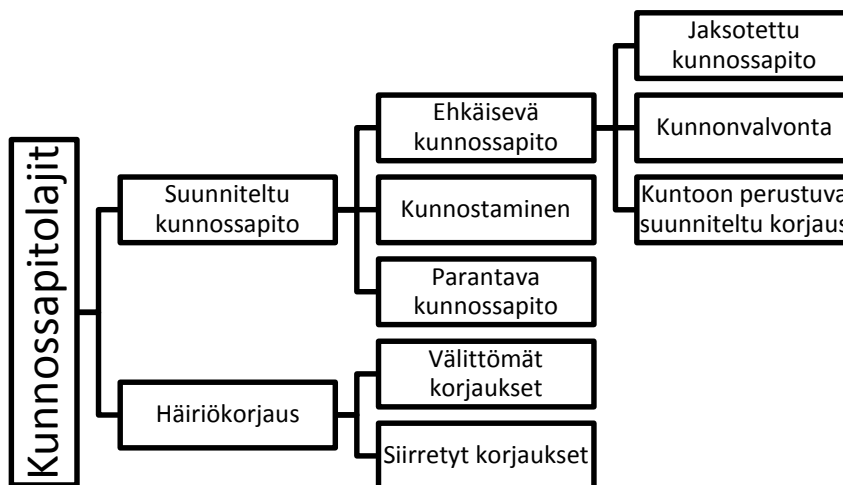 Kunnossapitolajit
Suunniteltu
kunnossapito
Ehkäisevä
kunnossapito
Jaksotettu
kunnossapito
Kunnonvalvonta
Kuntoon perustuva
suunniteltu korjaus
Kunnostaminen
Parantava
kunnossapito
Häiriökorjaus
Välittömät
korjaukset
Siirretyt korjaukset